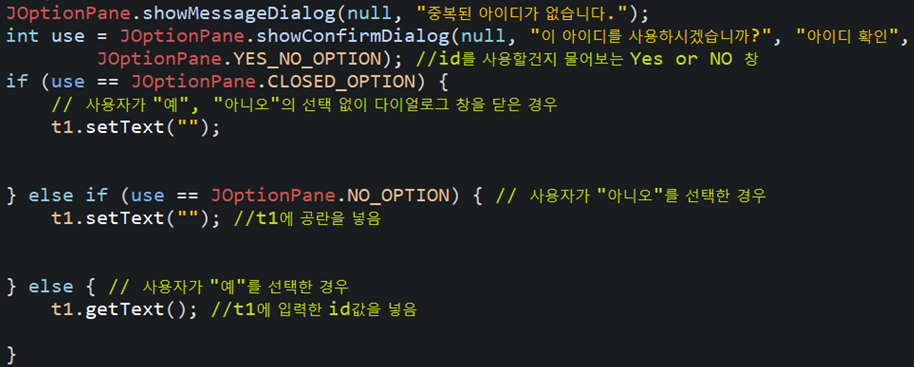 JOptionPane.showMessageDialog(null, "중복된 아이디가 없습니다.");
int use = JOptionPane.showConfirmDialog(null, "이 아이디를 사용하시겠습니까?", "아이디 확인",
JOptionPane.YES_NO_OPTION); //id를 사용할건지 물어보는 Yes or NO 창
if (use == JOptionPane.CLOSED_OPTION) {
// 사용자가 "예", "아니오"의 선택 없이 다이얼로그 창을 닫은 경우
t1.setText("");
} else if (use == JOptionPane.NO_OPTION) { // 사용자가 "아니오"를 선택한 경우
t1.setText(""); //t1에 공란을 넣음
} else { // 사용자가 "예"를 선택한 경우
t1.getText(); //t1에 입력한 id값을 넣음
}